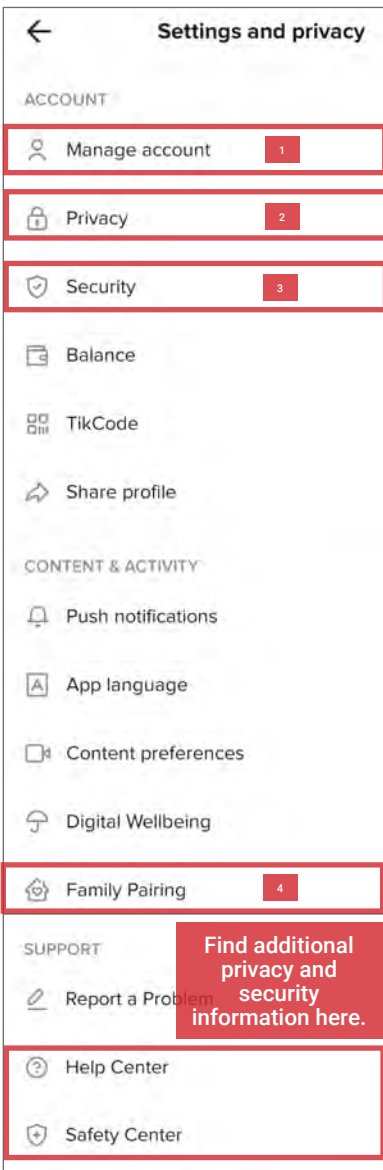 Settings and privacy
ACCOUNT
Manage account 1
Privacy 2
Security 3
Balance
TikCode
Share profile
CONTENT & ACTIVITY
Push notifications
App language
Content preferences
Digital Wellbeing
Family Pairing 4
SUPPORT
Find additional
privacy and
security
information here.
Report a Problem
Help Center
Safety Center